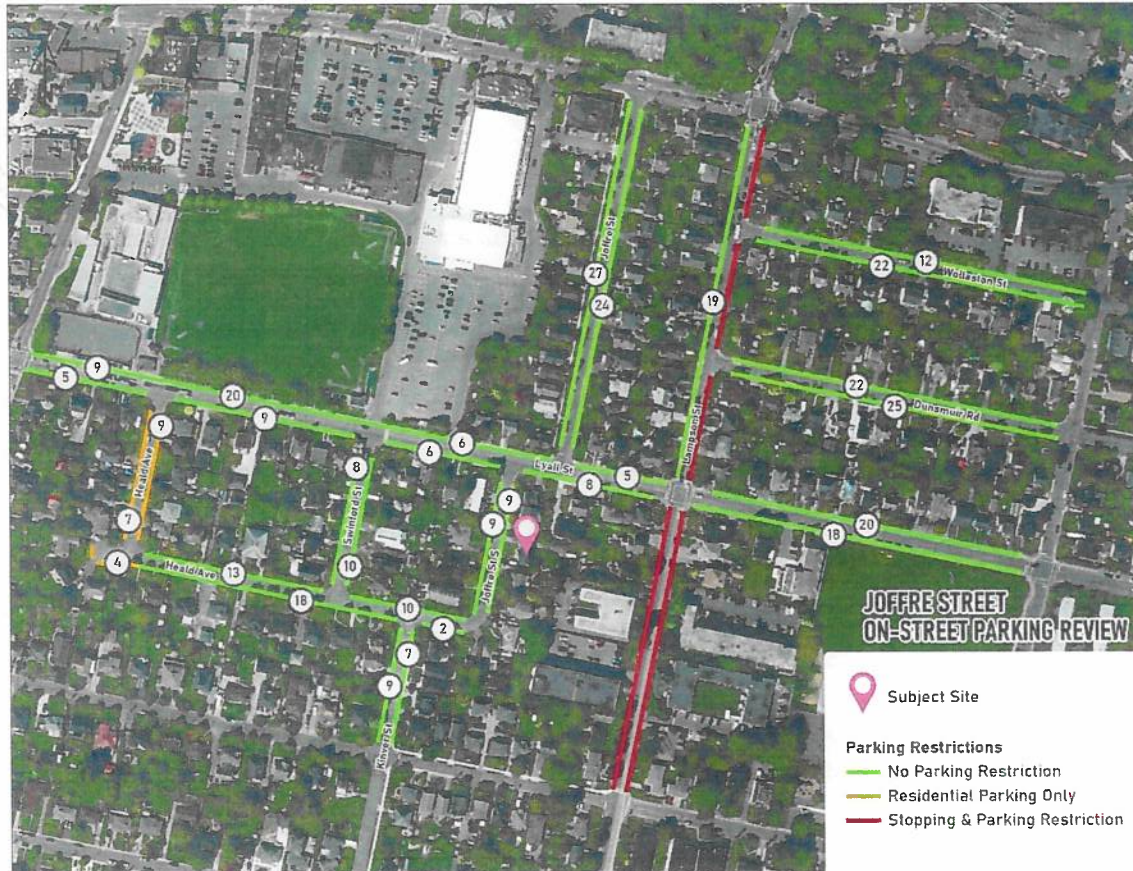 Joffre St
27
24
19
12
22
Wollaston St
22
25
Dunsmuir Rd
Lampson St
9
5
20
9
6
6
Lyall St
5
8
20
18
9
Heald Ave
7
4
8
Swinford St
10
9
9
Joffre St S
Heald Ave
13
18
10
2
7
9
Kinver St
JOFFRE STREET
ON-STREET PARKING REVIEW
Subject Site
Parking Restrictions
No Parking Restriction
Residential Parking Only
Stopping & Parking Restriction